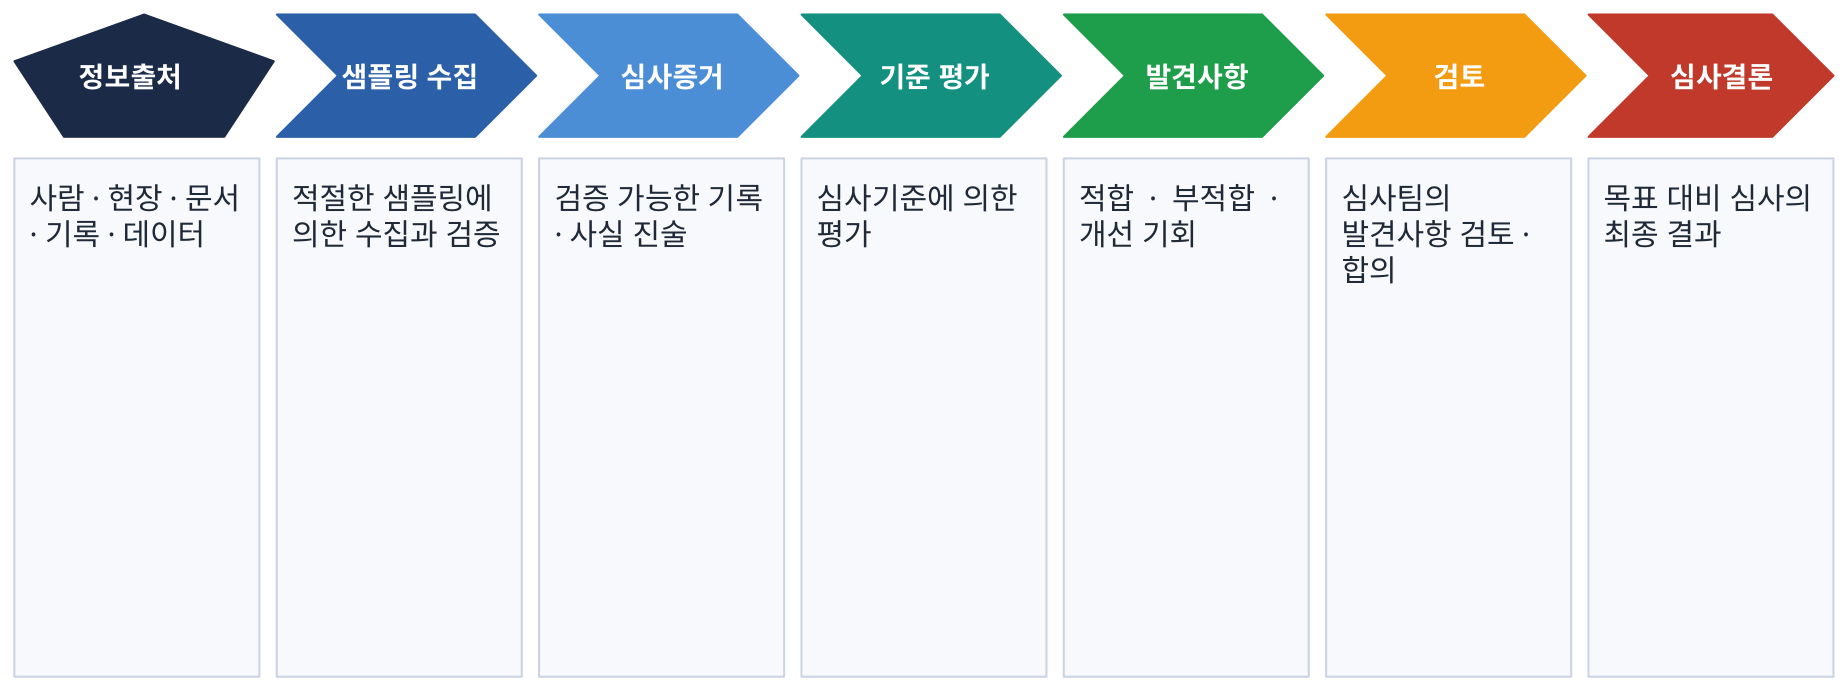 정보출처
샘플링 수집
심사증거
기준 평가
발견사항
검토
심사결론
사람 · 현장 · 문서
· 기록 · 데이터
적절한 샘플링에
의한 수집과 검증
검증 가능한 기록
· 사실 진술
심사기준에 의한
평가
적합 · 부적합 ·
개선 기회
심사팀의
발견사항 검토 ·
합의
목표 대비 심사의
최종 결과